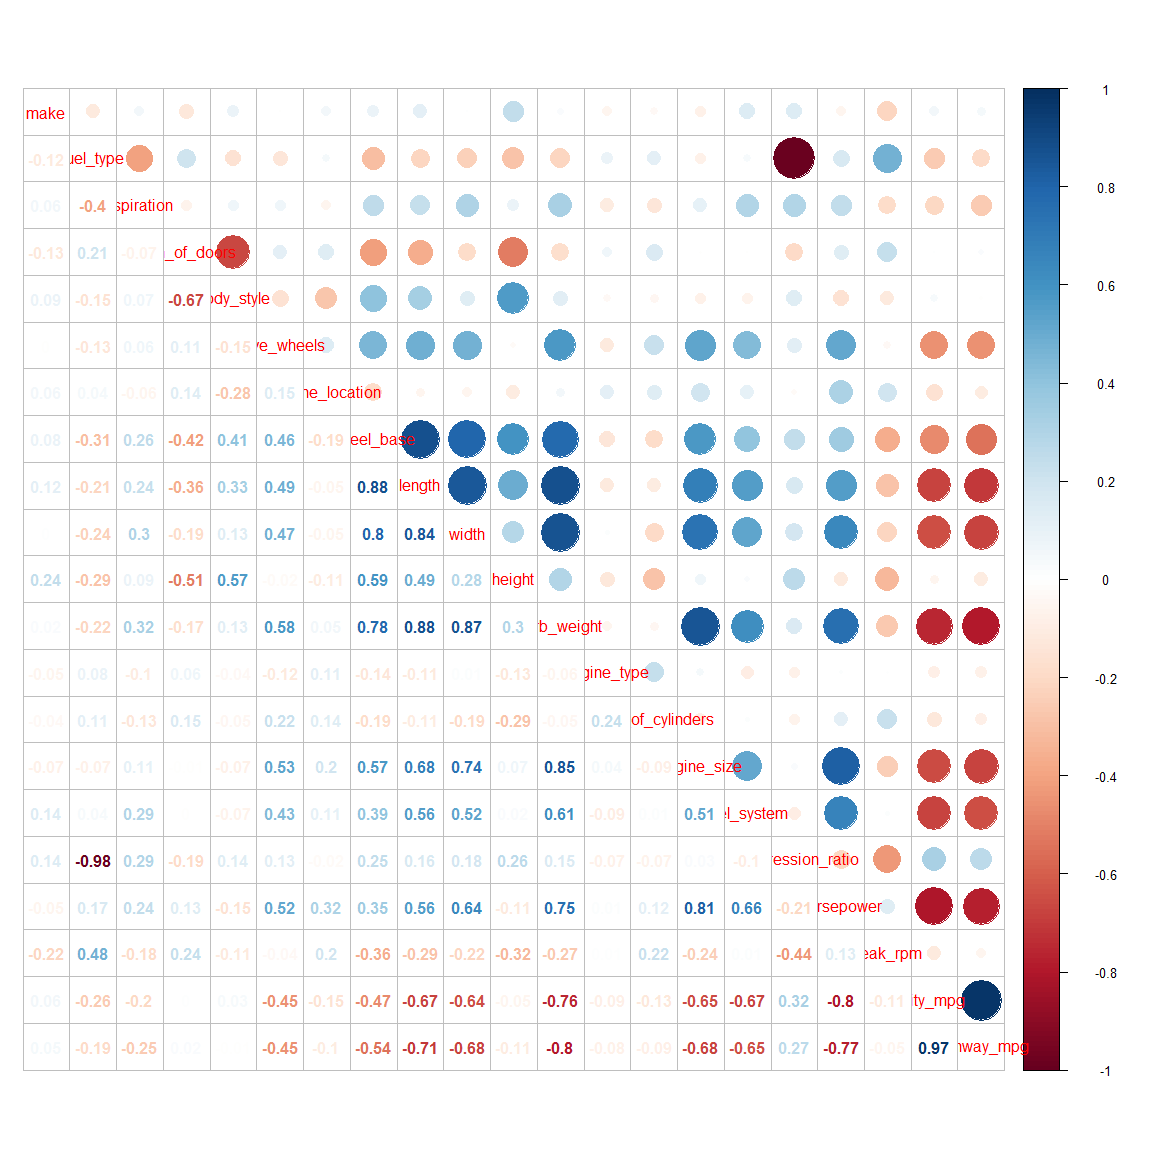 make
-0.12 uel_type
0.06 -0.4 spiration
-0.13 0.21 -0.07 _of_doors
0.09 -0.15 0.07 -0.67 ody_style
-0.13 0.06 0.11 -0.15 ve_wheels
0.06 0.04 -0.06 0.14 -0.28 0.15 ne_location
0.08 -0.31 0.26 -0.42 0.41 0.46 -0.19 eel_base
0.12 -0.21 0.24 -0.36 0.33 0.49 -0.05 0.88 length
-0.24 0.3 -0.19 0.13 0.47 -0.05 0.8 0.84 width
0.24 -0.29 0.09 -0.51 0.57 -0.11 0.59 0.49 0.28 height
-0.22 0.32 -0.17 0.13 0.58 0.05 0.78 0.88 0.87 0.3 rb_weight
-0.05 0.08 -0.1 0.06 -0.06 -0.12 0.11 -0.14 -0.11 -0.13 -0.06 gine_type
-0.04 0.11 -0.13 0.15 -0.05 0.22 0.14 -0.19 -0.11 -0.19 -0.29 -0.05 0.24 of_cylinders
-0.07 -0.07 0.11 -0.07 0.53 0.2 0.57 0.68 0.74 0.07 0.85 0.04 -0.09 gine_size
0.14 0.04 0.29 -0.07 0.43 0.11 0.39 0.56 0.52 0.61 -0.09 0.51 el_system
0.14 -0.98 0.29 -0.19 0.14 0.13 0.25 0.16 0.18 0.26 0.15 -0.07 -0.07 0.03 -0.1 ression_ratio
-0.05 0.17 0.24 0.13 -0.15 0.52 0.32 0.35 0.56 0.64 -0.11 0.75 0.12 0.81 0.66 -0.21 rsepower
-0.22 0.48 -0.18 0.24 -0.11 -0.04 0.2 -0.36 -0.29 -0.22 -0.32 -0.27 0.22 -0.24 -0.44 0.13 eak_rpm
0.06 -0.26 -0.2 0.03 -0.45 -0.15 -0.47 -0.67 -0.64 -0.05 -0.76 -0.09 -0.13 -0.65 -0.67 0.32 -0.8 -0.11 ty_mpg
0.05 -0.19 -0.25 0.02 -0.45 -0.1 -0.54 -0.71 -0.68 -0.11 -0.8 -0.08 -0.09 -0.68 -0.65 0.27 -0.77 -0.05 0.97 hway_mpg
1
0.8
0.6
0.4
0.2
0
-0.2
-0.4
-0.6
-0.8
-1